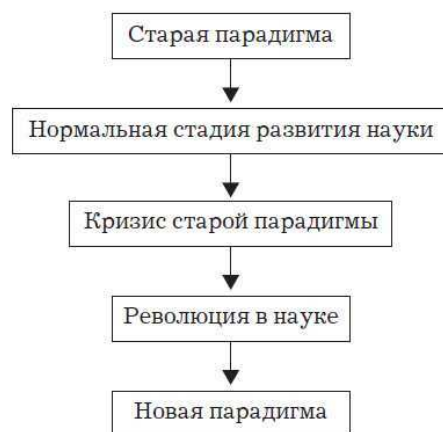 Старая парадигма
Нормальная стадия развития науки
Кризис старой парадигмы
Революция в науке
Новая парадигма